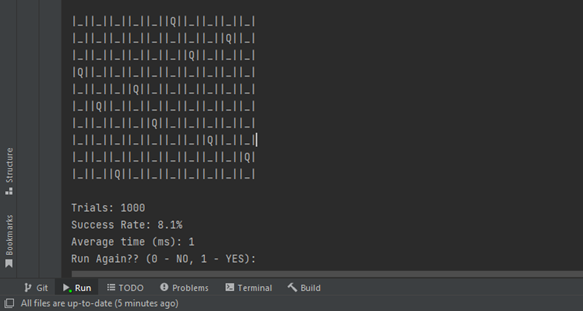 |_||_||_||_||_||Q||_||_||_||_|
|_||_||_||_||_||_||_||_||Q||_|
|_||_||_||_||_||_||Q||_||_||_|
|Q||_||_||_||_||_||_||_||_||_|
|_||_||_||Q||_||_||_||_||_||_|
|_||Q||_||_||_||_||_||_||_||_|
|_||_||_||_||Q||_||_||_||_||_|
|_||_||_||_||_||_||_||Q||_||_|
|_||_||_||_||_||_||_||_||_||Q|
|_||_||Q||_||_||_||_||_||_||_|
Trials: 1000
Success Rate: 8.1%
Average time (ms): 1
Run Again?? (0 - NO, 1 - YES):
Structure
Bookmarks
Git Run TODO Problems Terminal Build
All files are up-to-date (5 minutes ago)